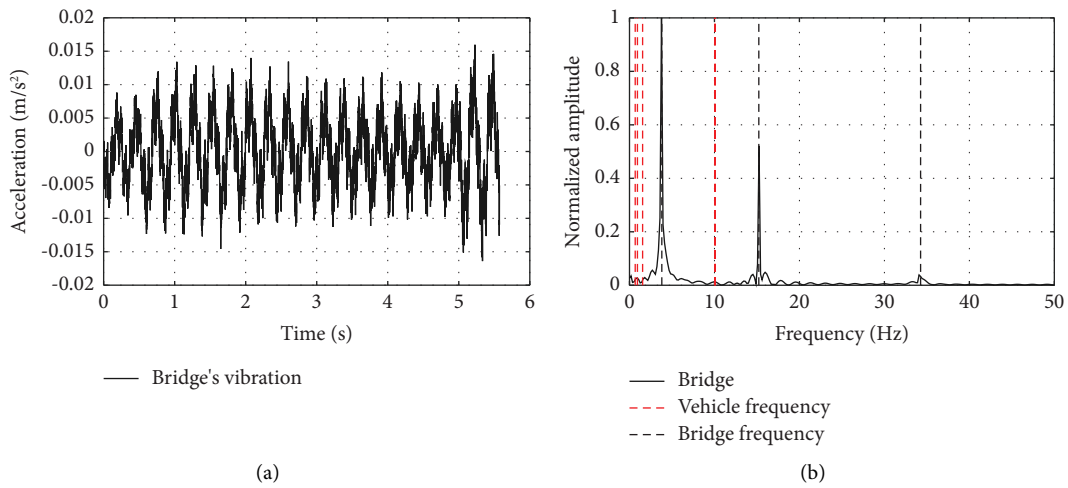 0.02
0.015
0.01
0.005
0
-0.005
-0.01
-0.015
-0.02
Acceleration (m/s²)
0 1 2 3 4 5 6
Time (s)
Bridge's vibration
(a)
1
0.8
0.6
0.4
0.2
0
Normalized amplitude
0 10 20 30 40 50
Frequency (Hz)
Bridge
Vehicle frequency
Bridge frequency
(b)